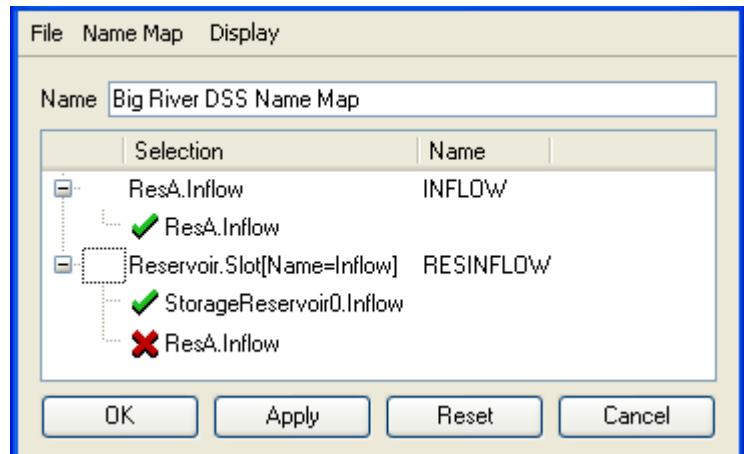 File Name Map Display
Name Big River DSS Name Map
Selection Name
ResA.Inflow INFLOW
ResA.Inflow
Reservoir.Slot[Name=Inflow] RESINFLOW
StorageReservoir0.Inflow
ResA.Inflow
OK Apply Reset Cancel